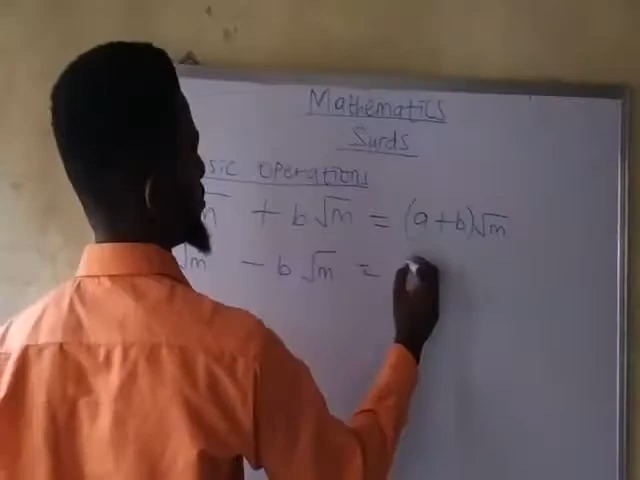 Mathematics
Surds
sic Operations
√m + b√m = (a+b)√m
√m - b√m =